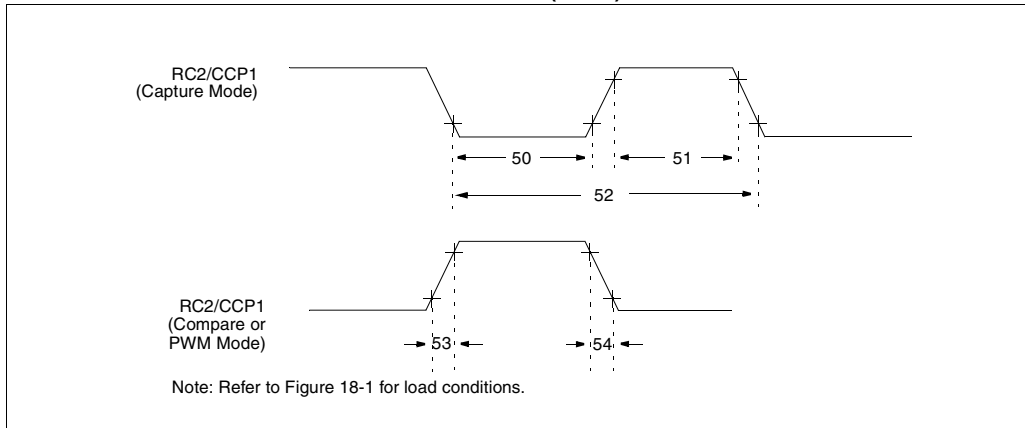 RC2/CCP1
(Capture Mode)
50
51
52
RC2/CCP1
(Compare or
PWM Mode)
53
54
Note: Refer to Figure 18-1 for load conditions.